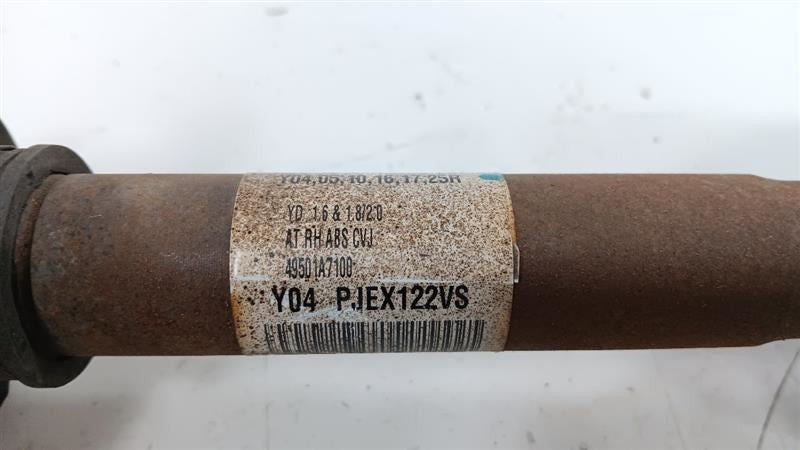 Y04,05,10,16,17,25R
YD 1.6 & 1.8/2.0
AT RH ABS CVJ
49501A7100
Y04 PJEX122VS